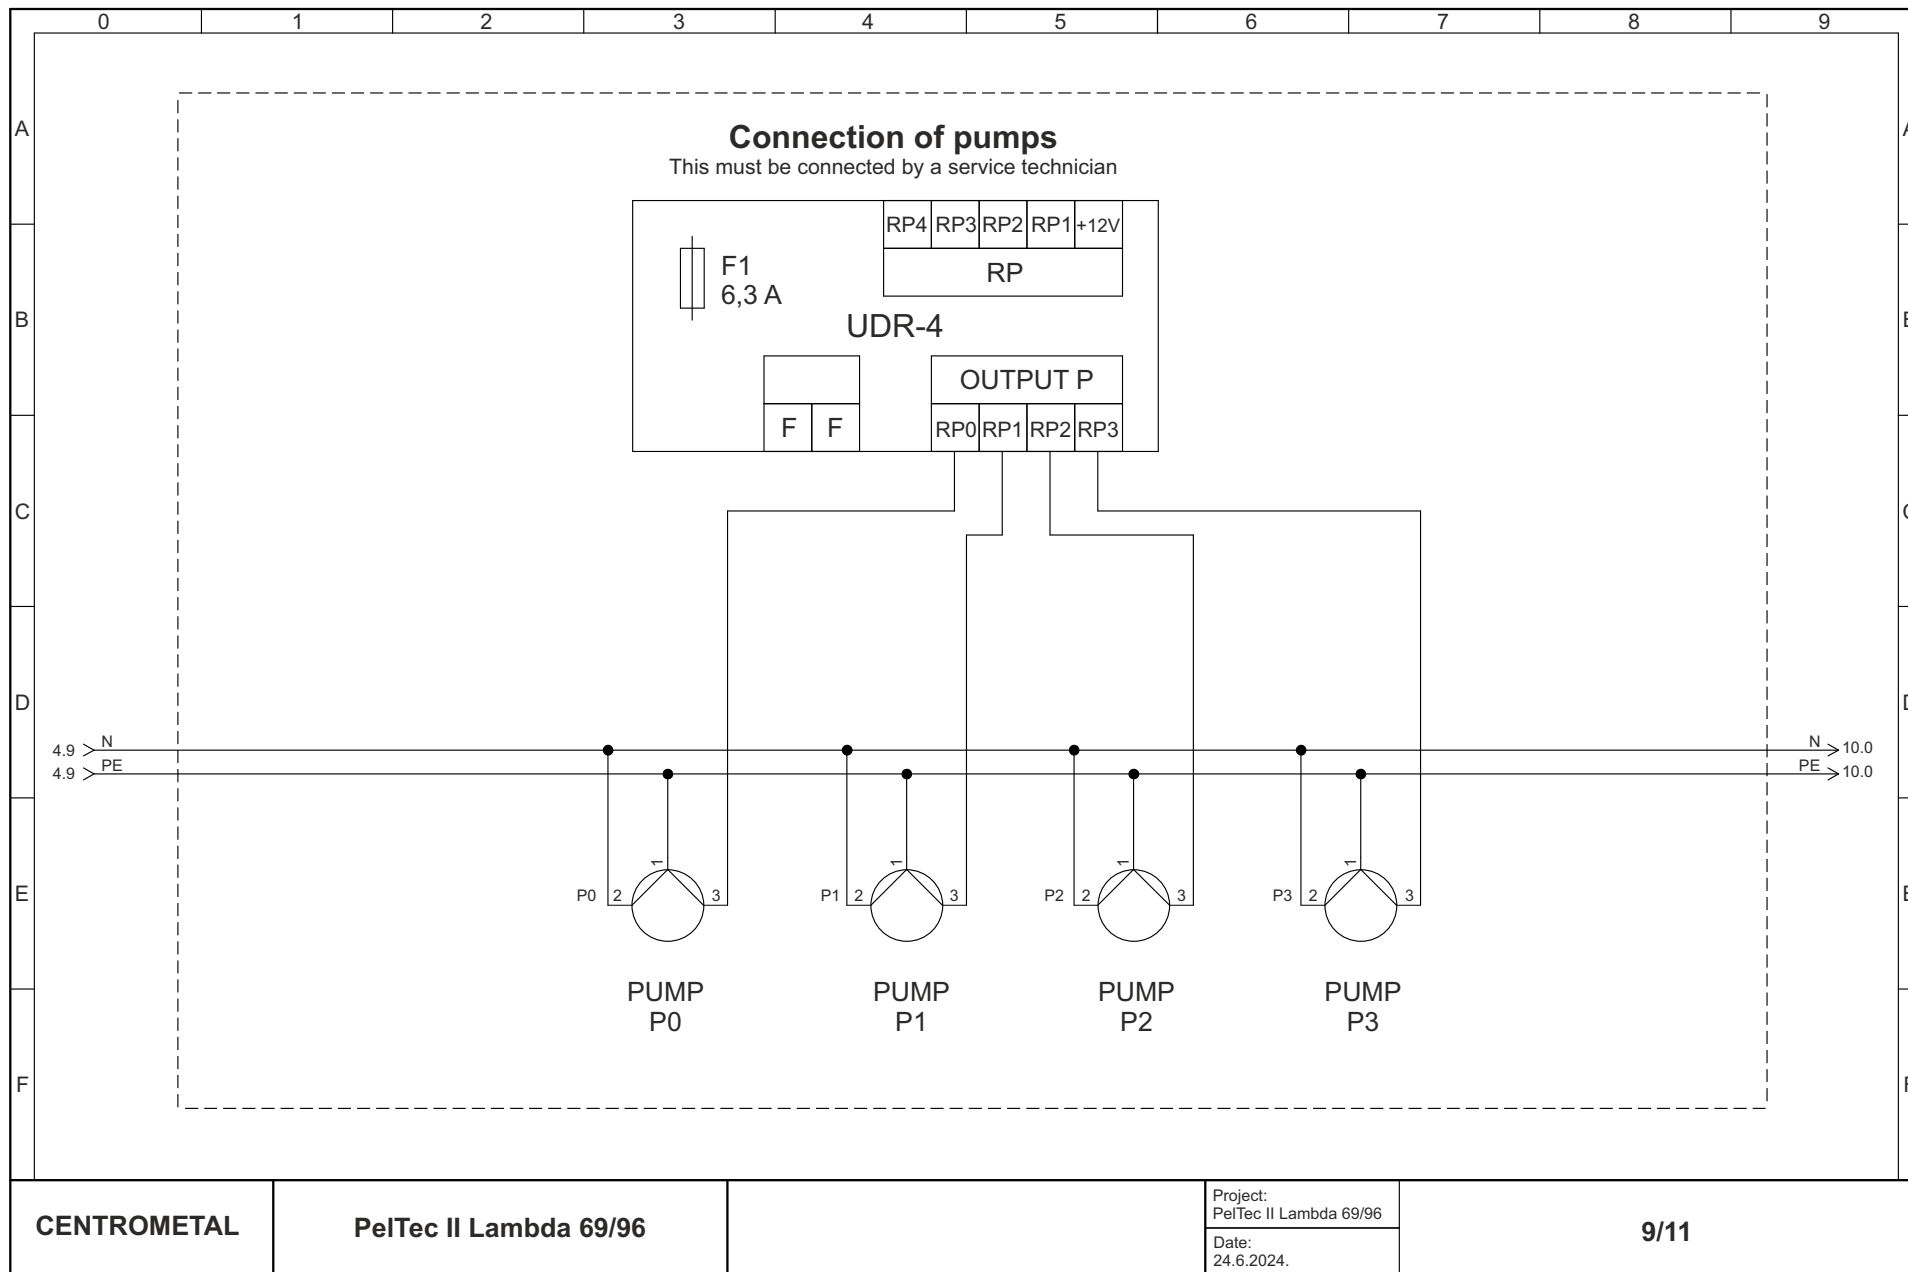 0 1 2 3 4 5 6 7 8 9
A
Connection of pumps
This must be connected by a service technician
RP4 RP3 RP2 RP1 +12V
F1
6,3 A
RP
B
UDR-4
OUTPUT P
F F
RP0 RP1 RP2 RP3
C
D
4.9 N N 10.0
4.9 PE PE 10.0
1 1 1 1
E
P0 2 3 P1 2 3 P2 2 3 P3 2 3
PUMP PUMP PUMP PUMP
P0 P1 P2 P3
F
CENTROMETAL
PelTec II Lambda 69/96
Project:
PelTec II Lambda 69/96
Date:
24.6.2024.
9/11